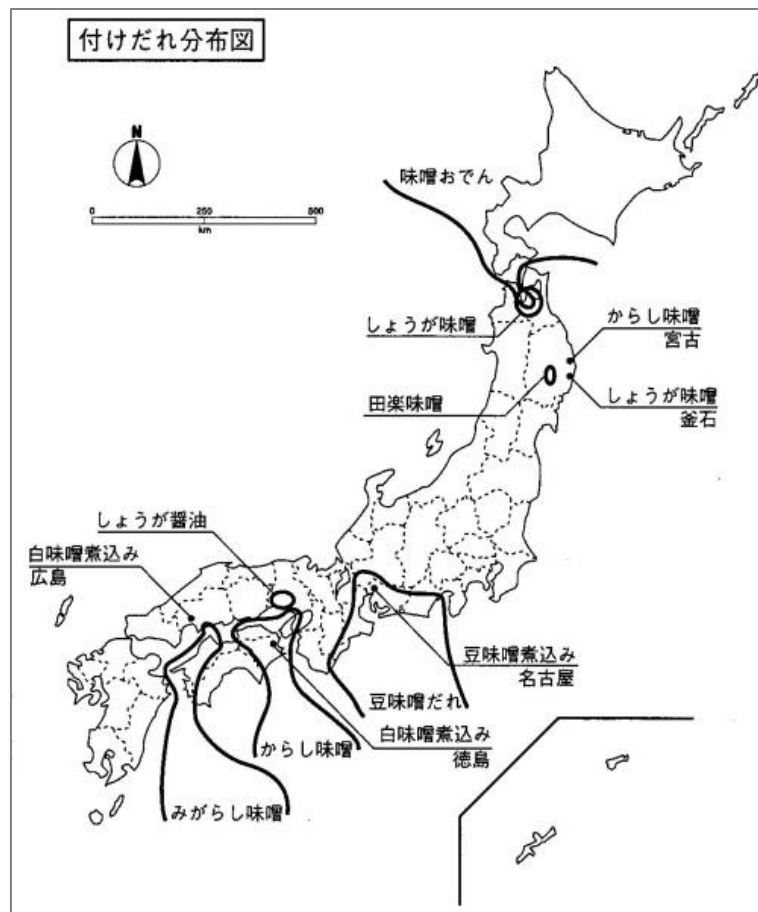 付けだれ分布図
N
0 250 500
km
味噌おでん
しょうが味噌
からし味噌
宮古
田楽味噌
しょうが味噌
釜石
しょうが醤油
白味噌煮込み
広島
豆味噌煮込み
名古屋
豆味噌だれ
白味噌煮込み
徳島
からし味噌
みがらし味噌